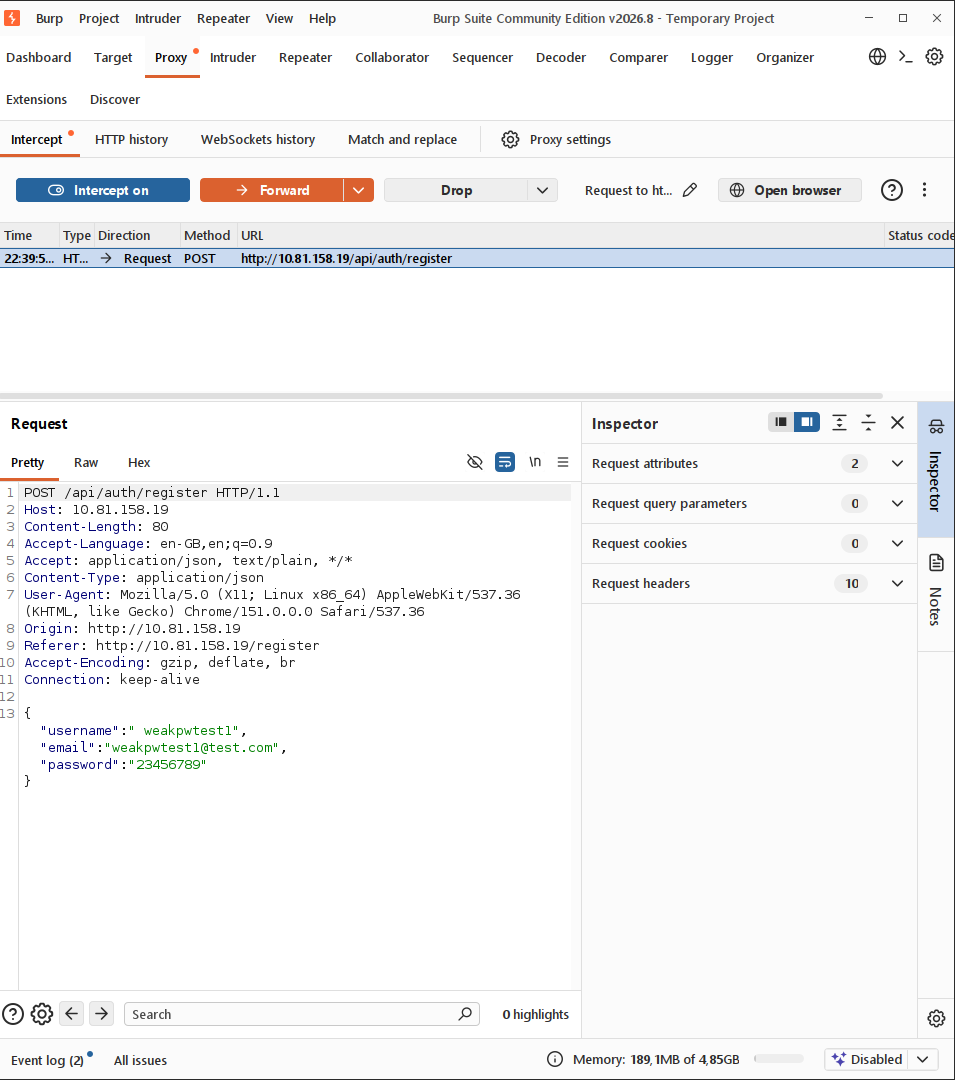 Burp Project Intruder Repeater View Help Burp Suite Community Edition v2026.8 - Temporary Project
Dashboard Target Proxy Intruder Repeater Collaborator Sequencer Decoder Comparer Logger Organizer
Extensions Discover
Intercept HTTP history WebSockets history Match and replace Proxy settings
Intercept on Forward Drop Request to ht... Open browser
Time Type Direction Method URL Status code
22:39:5... HT... Request POST http://10.81.158.19/api/auth/register
Request
Pretty Raw Hex \n
1 POST /api/auth/register HTTP/1.1
2 Host: 10.81.158.19
3 Content-Length: 80
4 Accept-Language: en-GB,en;q=0.9
5 Accept: application/json, text/plain, */*
6 Content-Type: application/json
7 User-Agent: Mozilla/5.0 (X11; Linux x86_64) AppleWebKit/537.36
(KHTML, like Gecko) Chrome/151.0.0.0 Safari/537.36
8 Origin: http://10.81.158.19
9 Referer: http://10.81.158.19/register
10 Accept-Encoding: gzip, deflate, br
11 Connection: keep-alive
12
13 {
"username":" weakpwtest1",
"email":"weakpwtest1@test.com",
"password":"23456789"
}
Inspector
Request attributes 2
Request query parameters 0
Request cookies 0
Request headers 10
Inspector
Notes
Search 0 highlights
Event log (2) All issues Memory: 189,1MB of 4,85GB Disabled